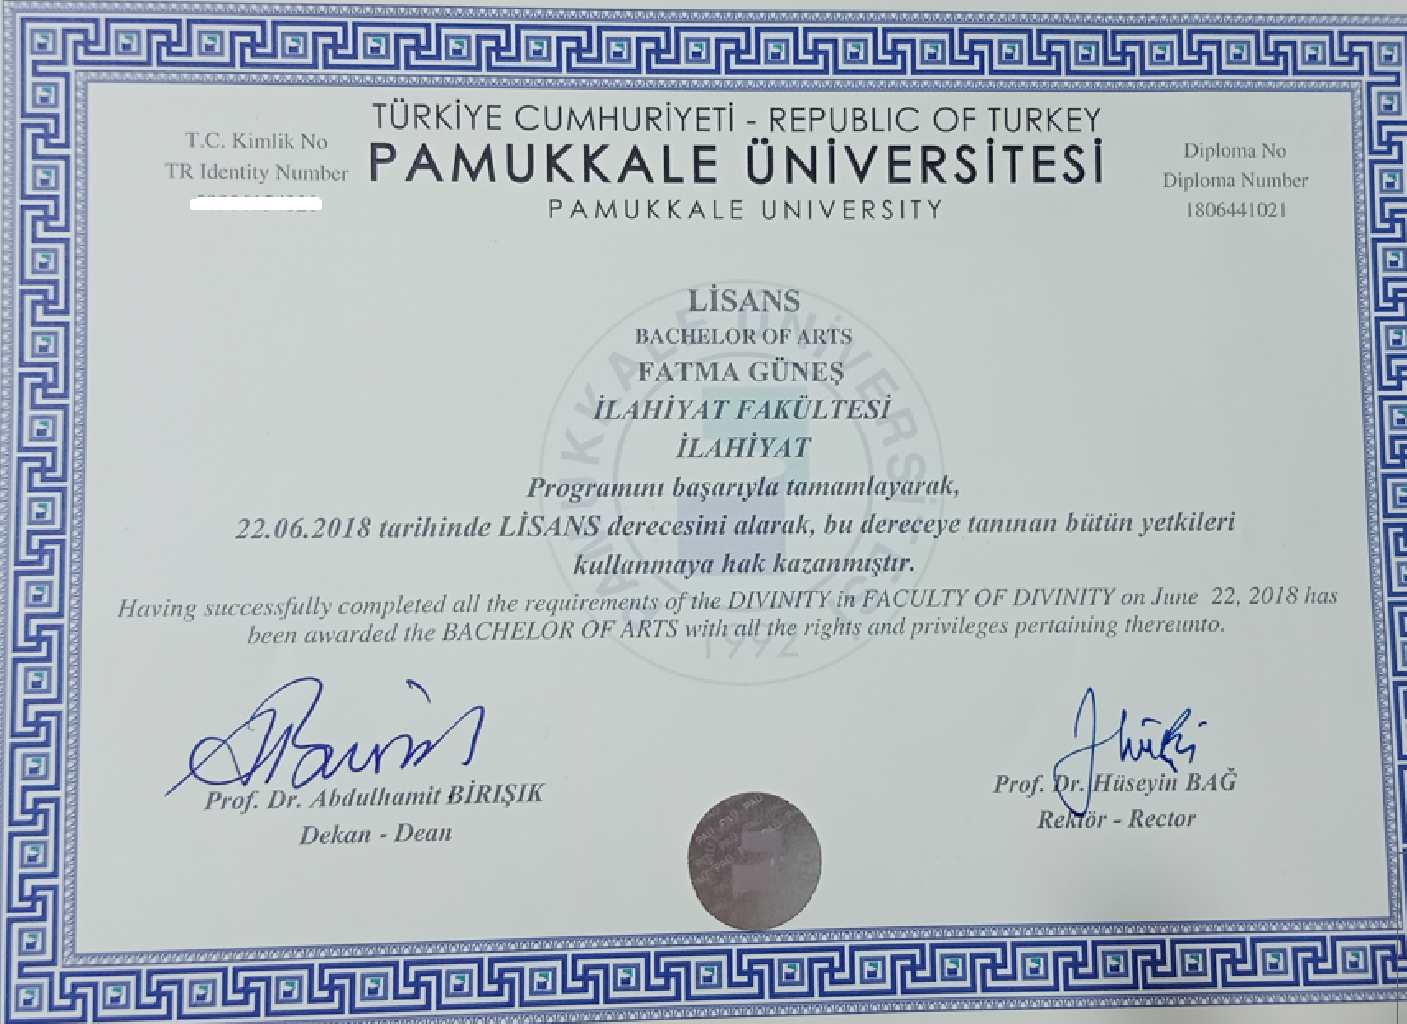 TÜRKİYE CUMHURİYETİ - REPUBLIC OF TURKEY
PAMUKKALE ÜNİVERSİTESİ
PAMUKKALE UNIVERSITY
T.C. Kimlik No
TR Identity Number
Diploma No
Diploma Number
1806441021
LİSANS
BACHELOR OF ARTS
FATMA GÜNEŞ
İLAHİYAT FAKÜLTESİ
İLAHİYAT
Programını başarıyla tamamlayarak,
22.06.2018 tarihinde LİSANS derecesini alarak, bu dereceye tanınan bütün yetkileri
kullanmaya hak kazanmıştır.
Having successfully completed all the requirements of the DIVINITY in FACULTY OF DIVINITY on June 22, 2018 has
been awarded the BACHELOR OF ARTS with all the rights and privileges pertaining thereunto.
PAMUKKALE ÜNİVERSİTESİ
1992
Prof. Dr. Abdulhamit BİRIŞIK
Dekan - Dean
Prof. Dr. Hüseyin BAĞ
Rektör - Rector